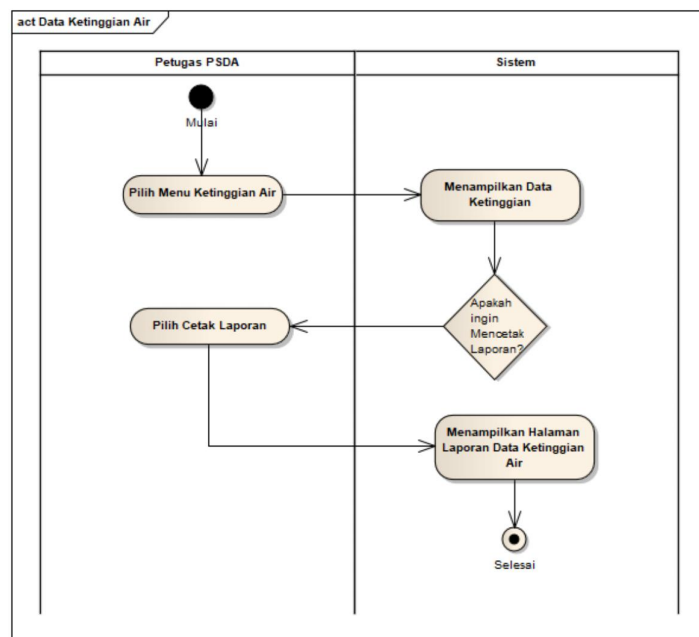 act Data Ketinggian Air
Petugas PSDA
Sistem
Mulai
Pilih Menu Ketinggian Air
Menampilkan Data
Ketinggian
Apakah
ingin
Mencetak
Laporan?
Pilih Cetak Laporan
Menampilkan Halaman
Laporan Data Ketinggian
Air
Selesai